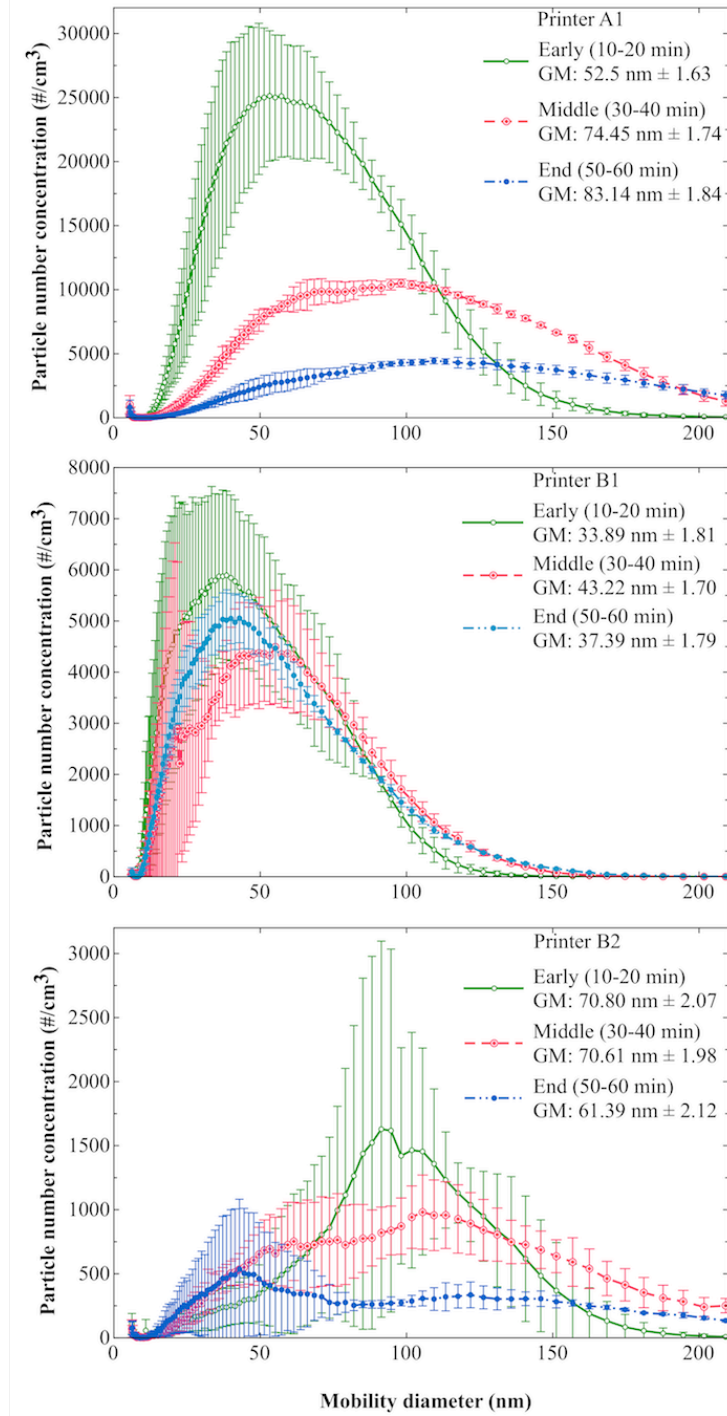 Printer A1
Early (10-20 min)
GM: 52.5 nm ± 1.63
Middle (30-40 min)
GM: 74.45 nm ± 1.74
End (50-60 min)
GM: 83.14 nm ± 1.84
Particle number concentration (#/cm³)
30000
25000
20000
15000
10000
5000
0
0 50 100 150 200
Printer B1
Early (10-20 min)
GM: 33.89 nm ± 1.81
Middle (30-40 min)
GM: 43.22 nm ± 1.70
End (50-60 min)
GM: 37.39 nm ± 1.79
Particle number concentration (#/cm³)
8000
7000
6000
5000
4000
3000
2000
1000
0
0 50 100 150 200
Printer B2
Early (10-20 min)
GM: 70.80 nm ± 2.07
Middle (30-40 min)
GM: 70.61 nm ± 1.98
End (50-60 min)
GM: 61.39 nm ± 2.12
Particle number concentration (#/cm³)
3000
2500
2000
1500
1000
500
0
0 50 100 150 200
Mobility diameter (nm)